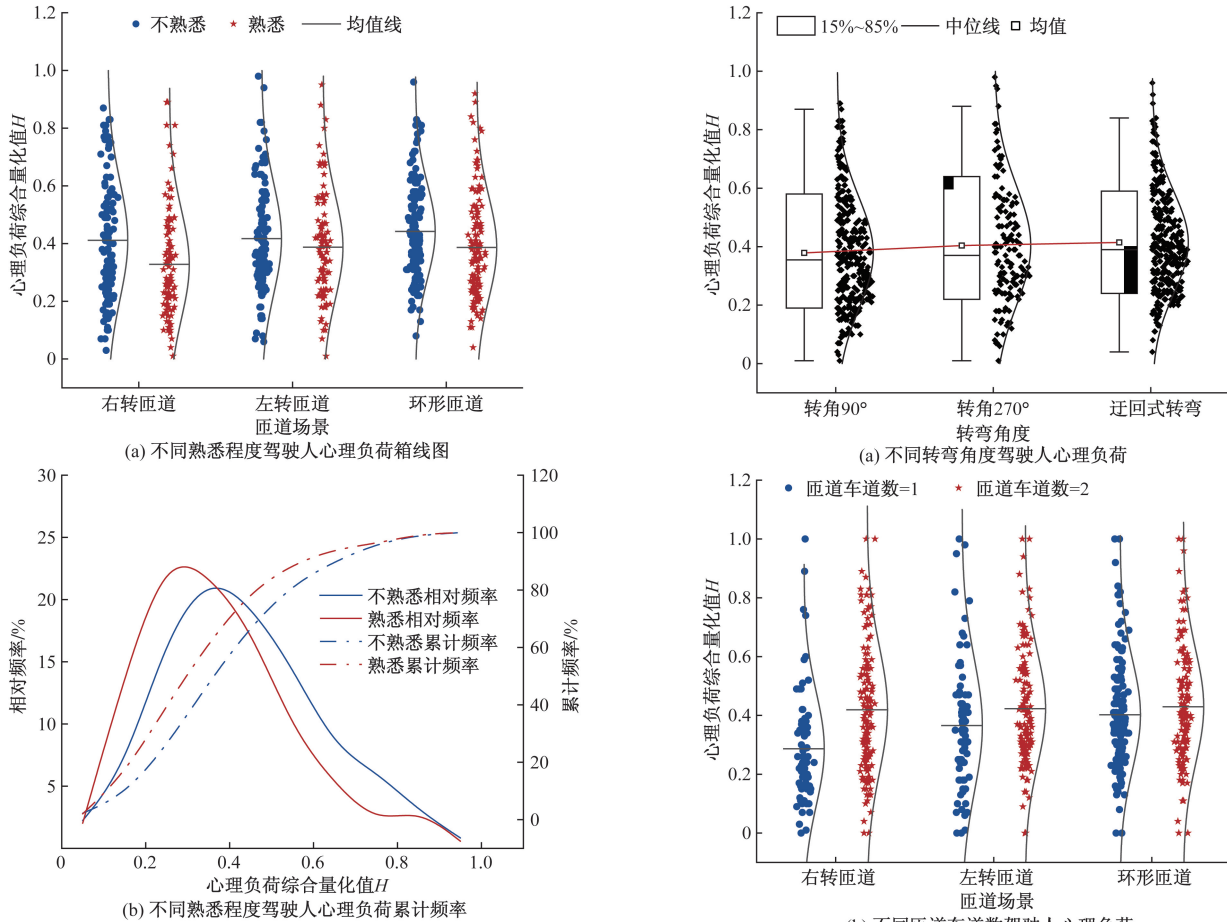 不熟悉 熟悉 均值线
1.2
1.0
0.8
0.6
0.4
0.2
0
心理负荷综合量化值H
右转匝道 左转匝道 环形匝道
匝道场景
(a) 不同熟悉程度驾驶人心理负荷箱线图
30
25
20
15
10
5
相对频率/%
120
100
80
60
40
20
0
累计频率/%
不熟悉相对频率
熟悉相对频率
不熟悉累计频率
熟悉累计频率
0 0.2 0.4 0.6 0.8 1.0
心理负荷综合量化值H
(b) 不同熟悉程度驾驶人心理负荷累计频率
15%~85% 中位线 均值
1.2
1.0
0.8
0.6
0.4
0.2
0
心理负荷综合量化值H
转角90° 转角270° 迂回式转弯
转弯角度
(a) 不同转弯角度驾驶人心理负荷
匝道车道数=1 匝道车道数=2
1.2
1.0
0.8
0.6
0.4
0.2
0
心理负荷综合量化值H
右转匝道 左转匝道 环形匝道
匝道场景